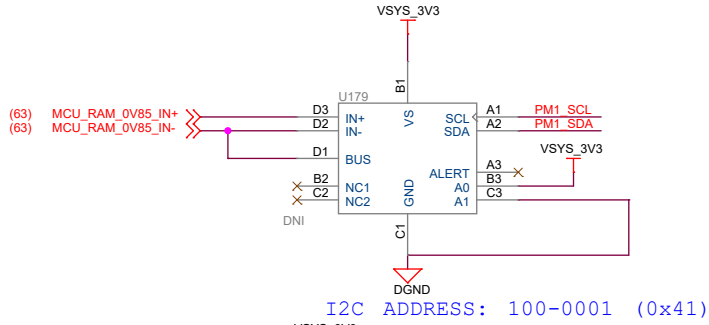 VSYS_3V3
B1
U179
(63) MCU_RAM_0V85_IN+ D3 IN+ VS SCL A1 PM1_SCL
(63) MCU_RAM_0V85_IN- D2 IN- SDA A2 PM1_SDA
VSYS_3V3
D1 BUS
ALERT A3
B2 NC1 A0 B3
C2 NC2 GND A1 C3
DNI
C1
DGND
I2C ADDRESS: 100-0001 (0x41)